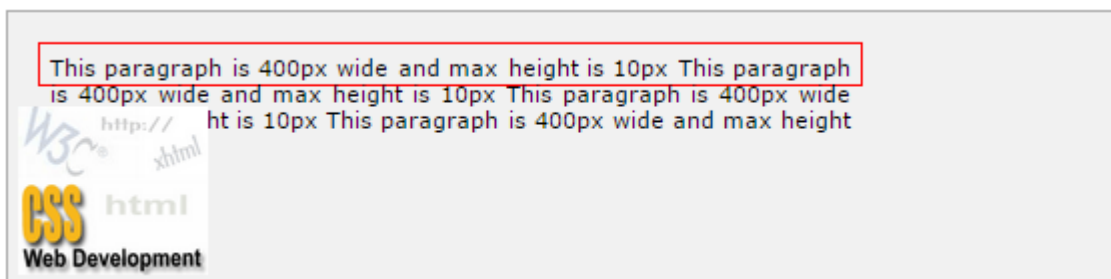 This paragraph is 400px wide and max height is 10px This paragraph
is 400px wide and max height is 10px This paragraph is 400px wide
ht is 10px This paragraph is 400px wide and max height
W3C® http://
xhtml
CSS html
Web Development